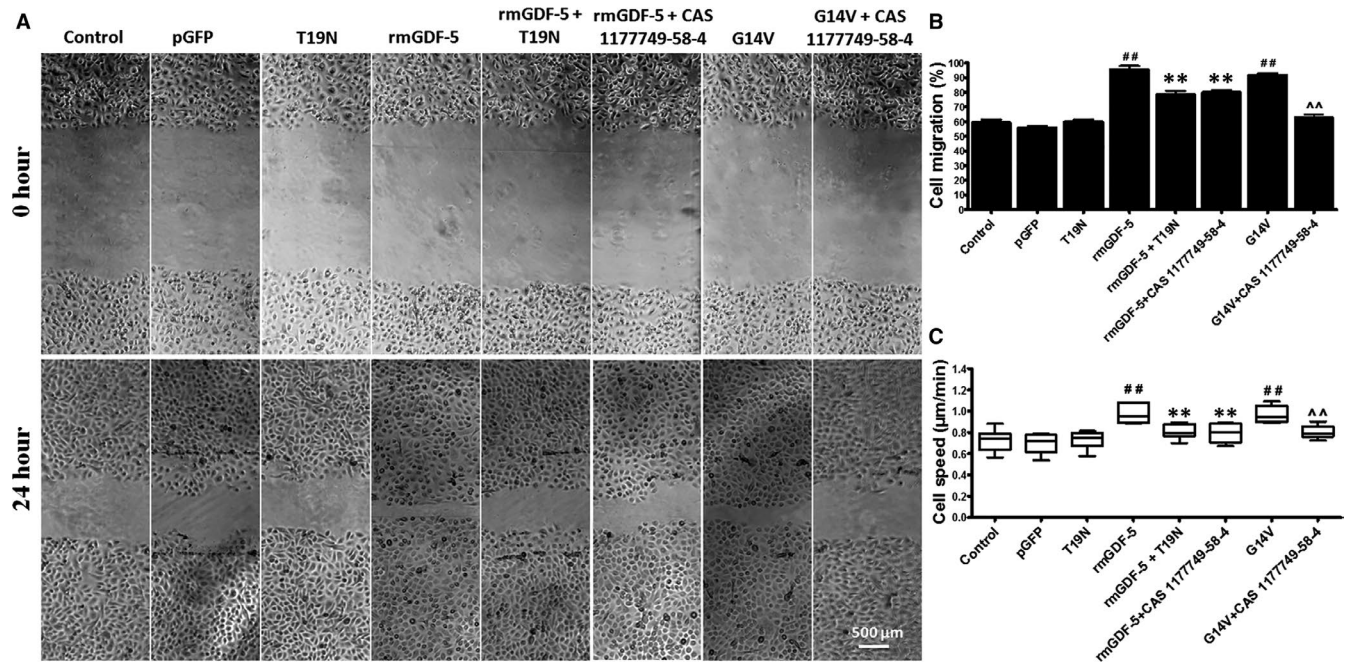 A
Control
pGFP
T19N
rmGDF-5
rmGDF-5 +
T19N
rmGDF-5 + CAS
1177749-58-4
G14V
G14V + CAS
1177749-58-4
0 hour
24 hour
500 µm
B
Cell migration (%)
100
90
80
70
60
50
40
30
20
10
0
##
**
**
##
^^
Control
pGFP
T19N
rmGDF-5
rmGDF-5 + T19N
rmGDF-5+CAS 1177749-58-4
G14V
G14V+CAS 1177749-58-4
C
Cell speed (µm/min)
1.4
1.2
1.0
0.8
0.6
0.4
0.2
0.0
##
**
**
##
^^
Control
pGFP
T19N
rmGDF-5
rmGDF-5 + T19N
rmGDF-5+CAS 1177749-58-4
G14V
G14V+CAS 1177749-58-4